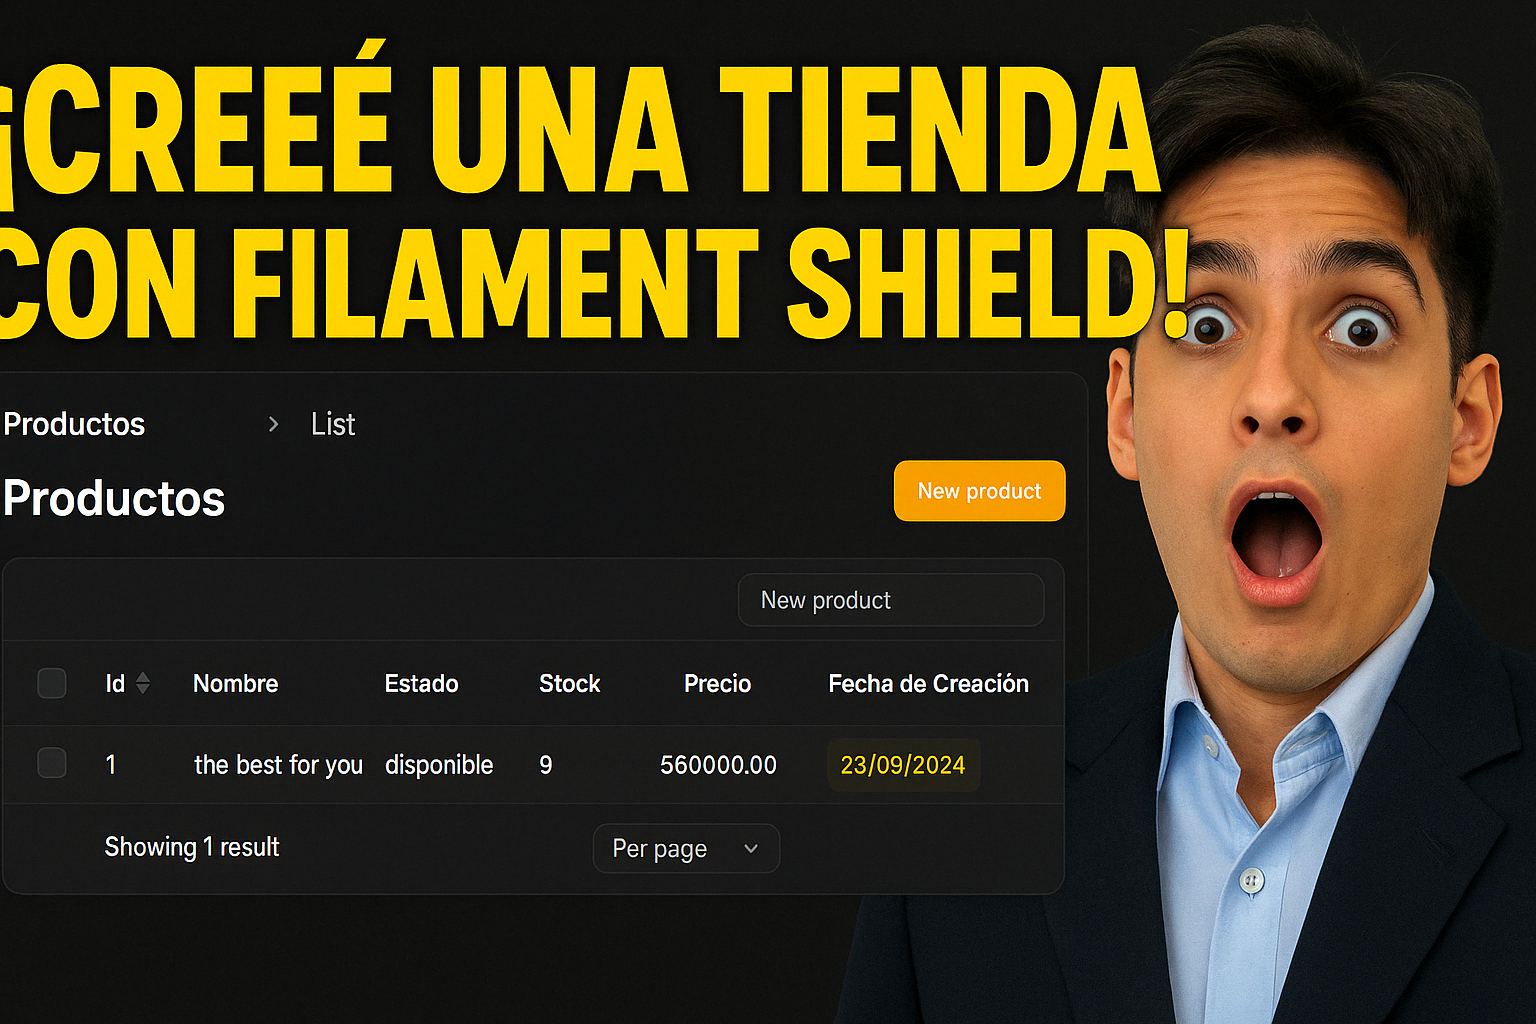 ¡CREEÉ UNA TIENDA
CON FILAMENT SHIELD!
Productos > List
Productos
New product
New product
Id Nombre Estado Stock Precio Fecha de Creación
1 the best for you disponible 9 560000.00 23/09/2024
Showing 1 result
Per page